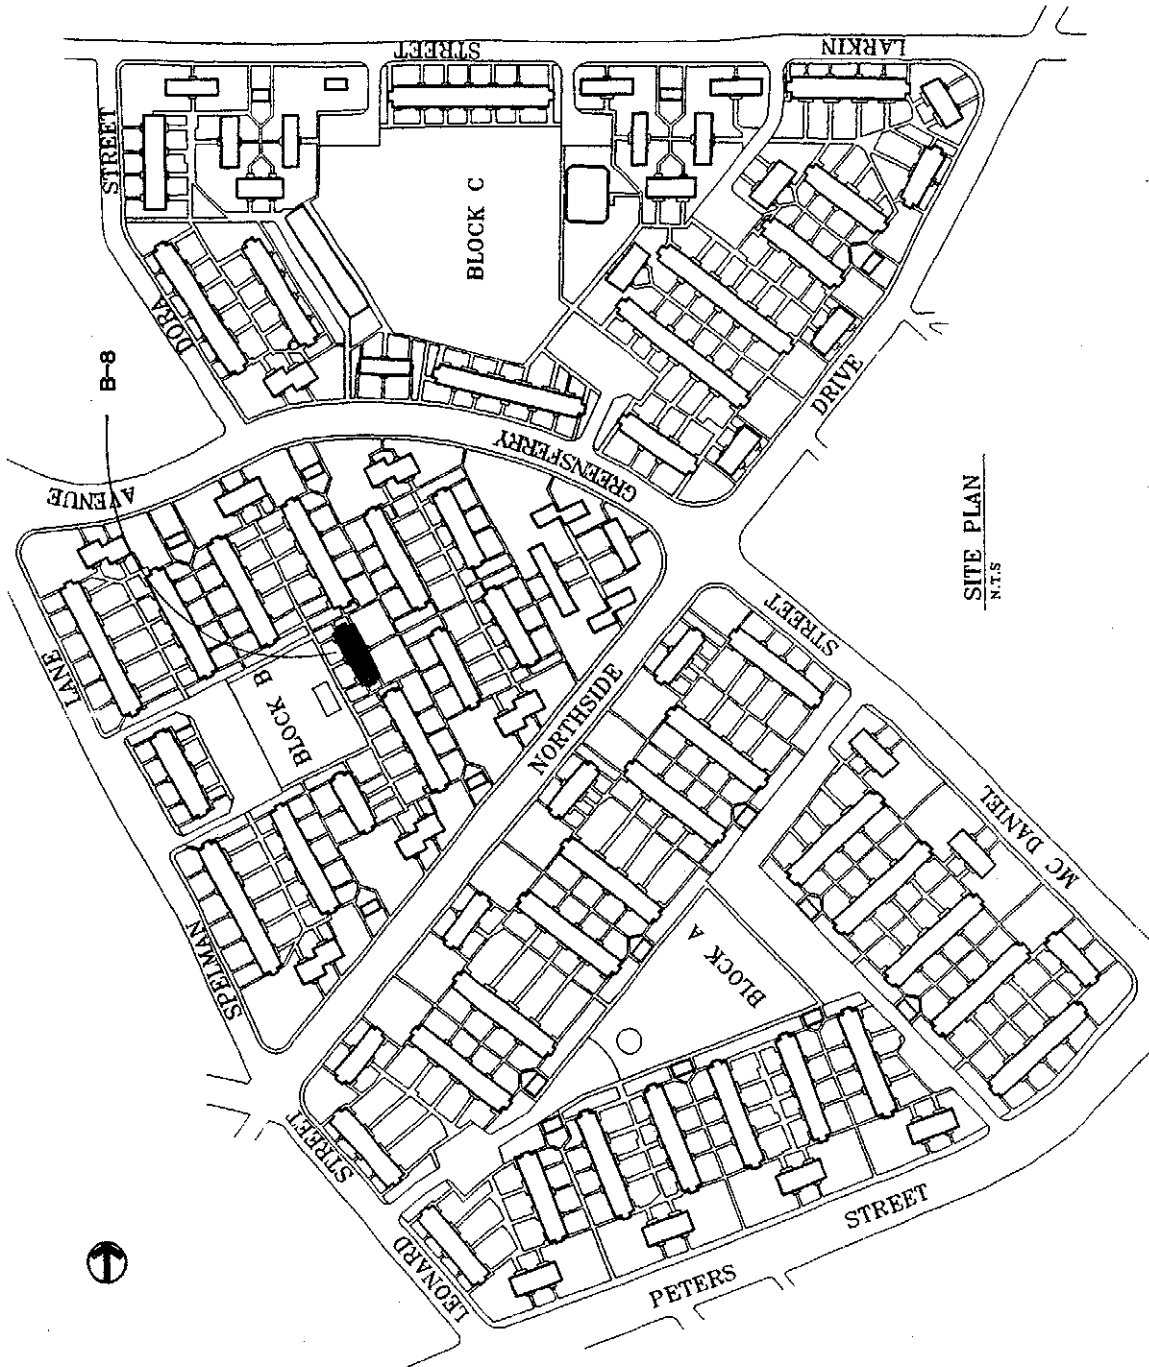 STREET
LARKIN
STREET
DORA
BLOCK C
B-8
AVENUE
GREENSFERRY
DRIVE
SITE PLAN
N.T.S
LANE
BLOCK B
NORTHSIDE
STREET
MC DANIEL
SPELMAN
BLOCK A
STREET
LEONARD
PETERS
STREET